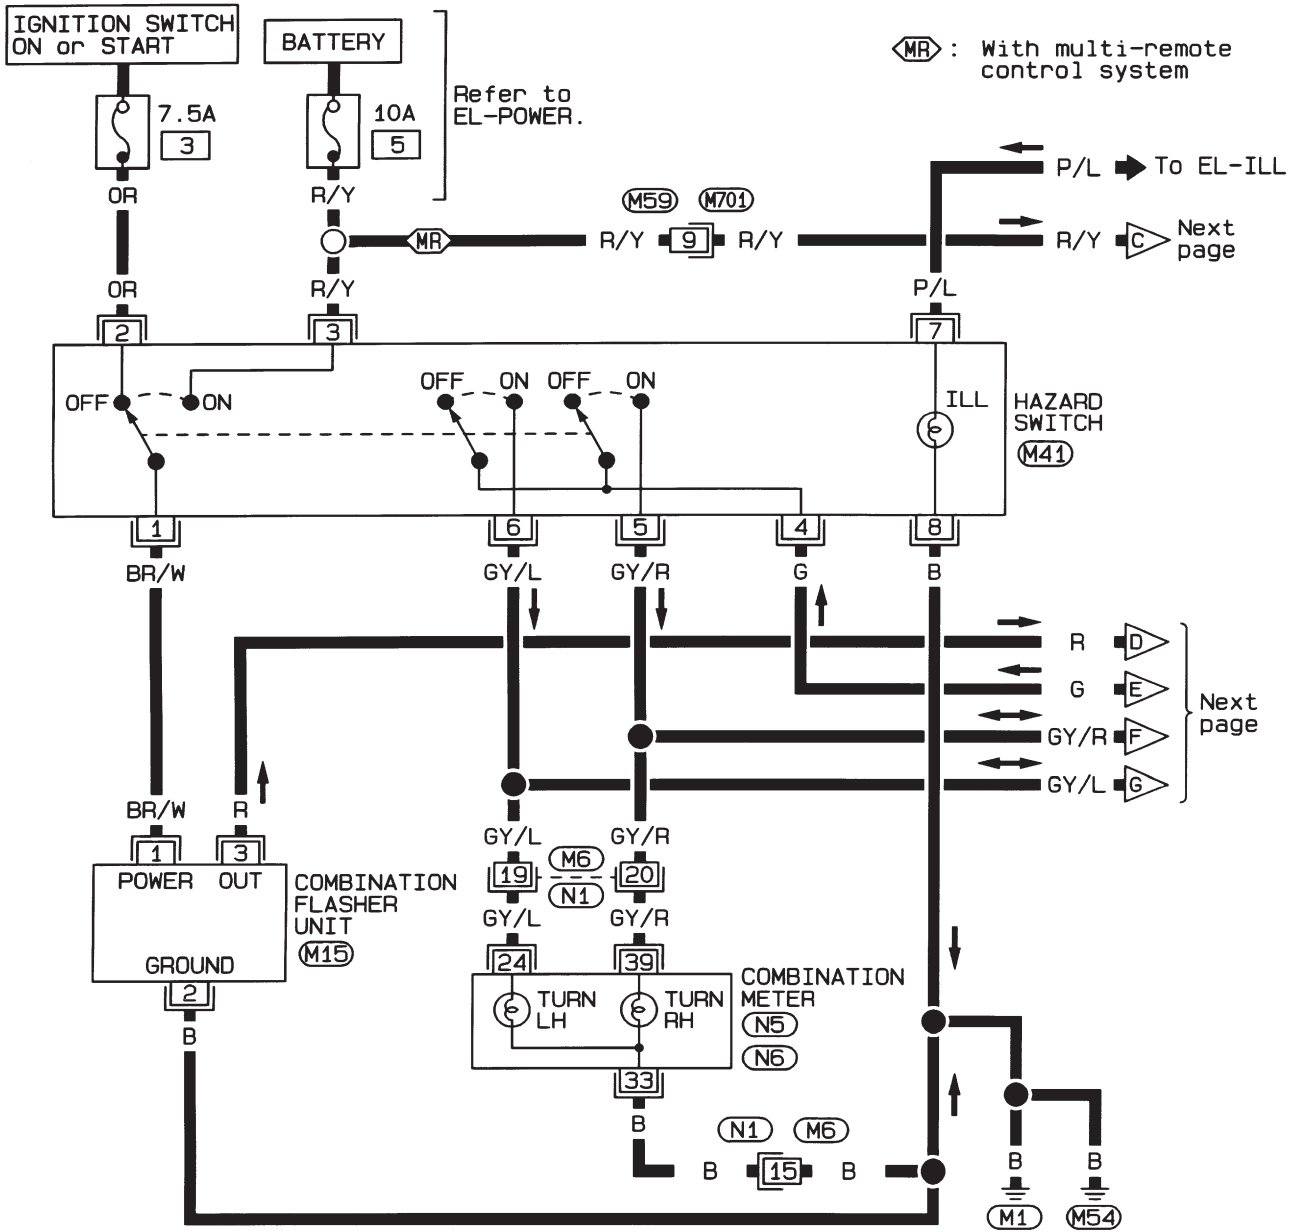 IGNITION SWITCH
ON or START
BATTERY
7.5A
3
10A
5
Refer to
EL-POWER.
MR : With multi-remote
control system
OR
R/Y
P/L
To EL-ILL
M59
M701
MR
R/Y
9
R/Y
R/Y
C
Next
page
OR
R/Y
P/L
2
3
7
OFF
ON
OFF
ON
OFF
ON
ILL
HAZARD
SWITCH
M41
1
6
5
4
8
BR/W
GY/L
GY/R
G
B
R
D
G
E
GY/R
F
GY/L
G
Next
page
BR/W
R
GY/L
GY/R
1
3
19
M6
N1
20
POWER
OUT
GROUND
COMBINATION
FLASHER
UNIT
M15
GY/L
GY/R
24
39
2
B
TURN
LH
TURN
RH
COMBINATION
METER
N5
N6
33
B
N1
M6
B
15
B
B
B
M1
M54